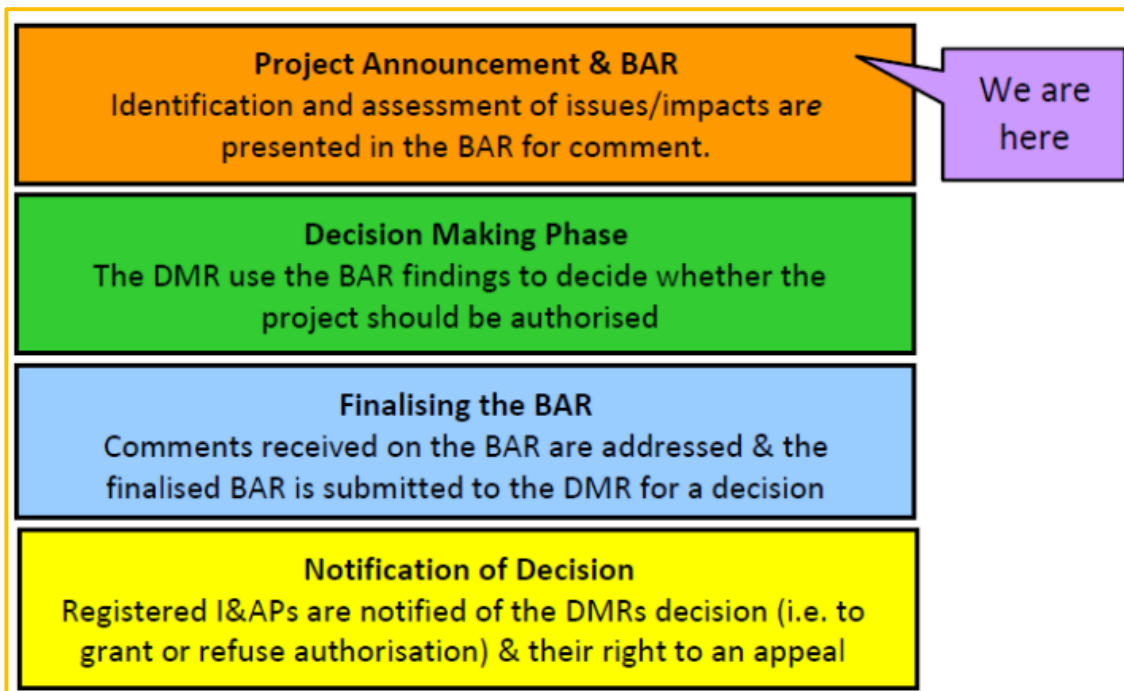 Project Announcement & BAR
Identification and assessment of issues/impacts are
presented in the BAR for comment.
We are
here
Decision Making Phase
The DMR use the BAR findings to decide whether the
project should be authorised
Finalising the BAR
Comments received on the BAR are addressed & the
finalised BAR is submitted to the DMR for a decision
Notification of Decision
Registered I&APs are notified of the DMRs decision (i.e. to
grant or refuse authorisation) & their right to an appeal